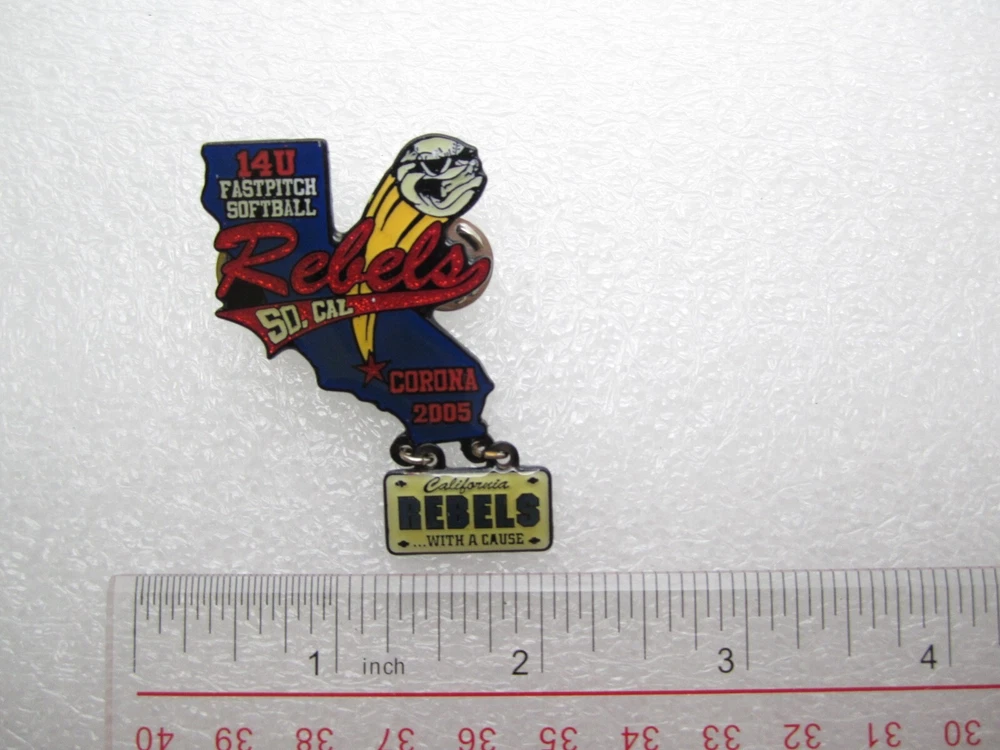 14U
FASTPITCH
SOFTBALL
Rebels
SO. CAL
CORONA
2005
California
REBELS
...WITH A CAUSE
1 inch 2 3 4
40 39 38 37 36 35 34 33 32 31 30